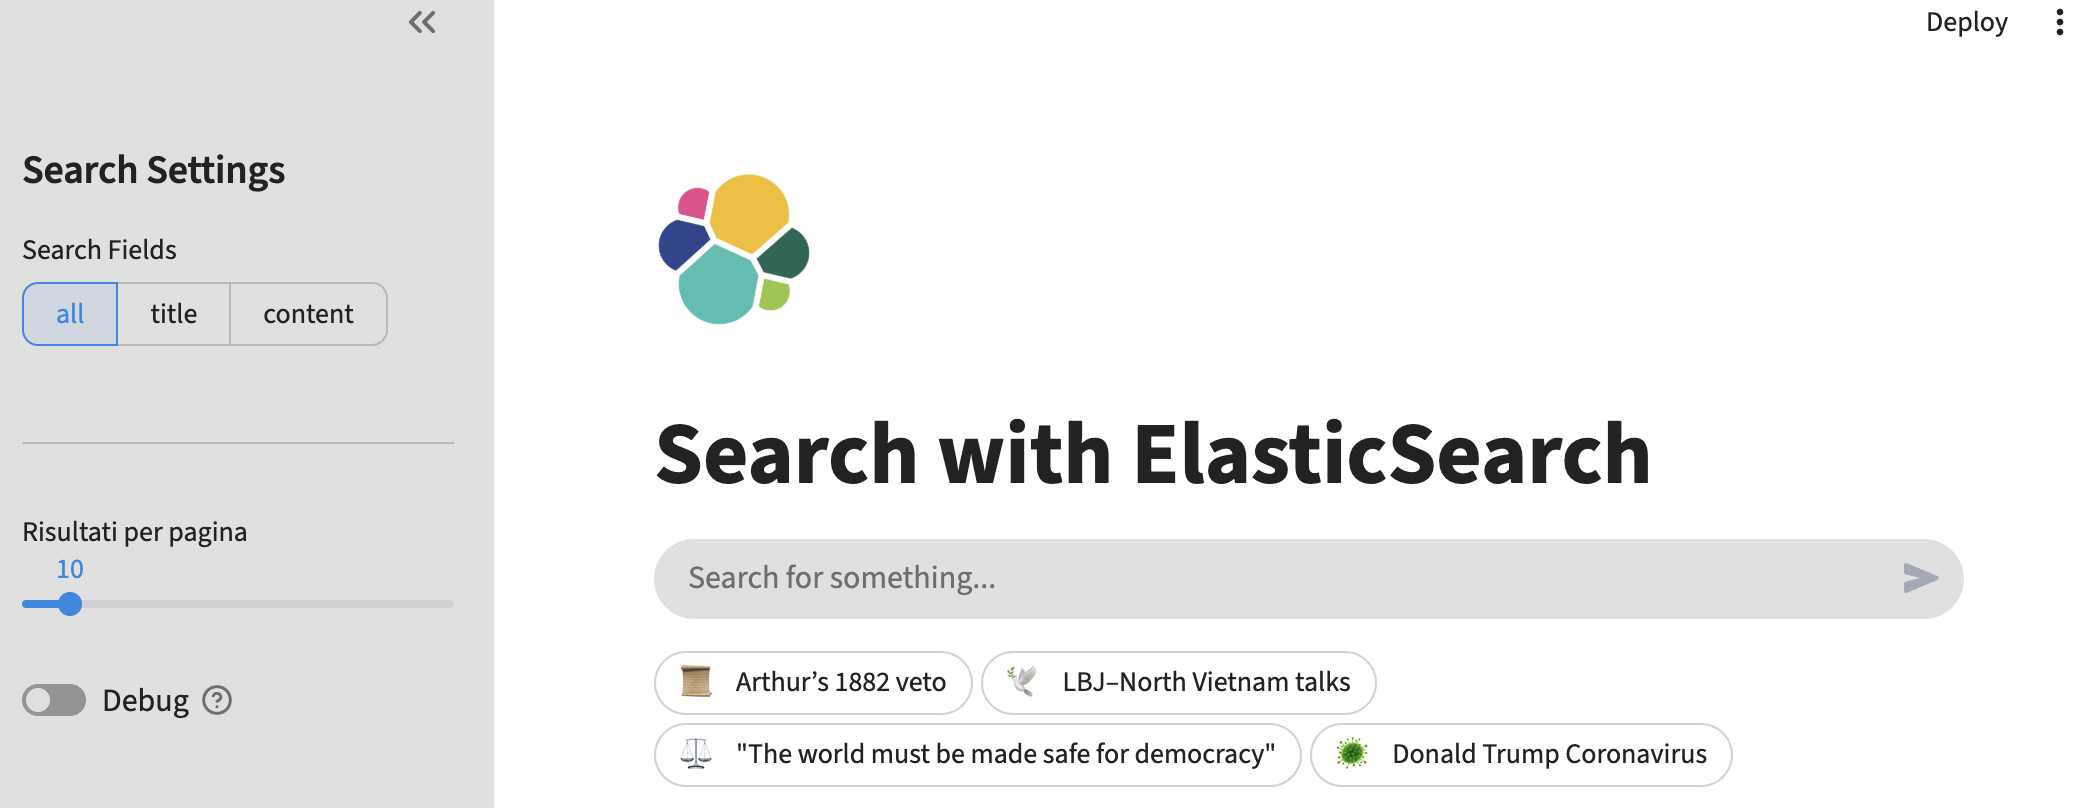 Deploy
Search Settings
Search Fields
all title content
Risultati per pagina
10
Debug
Search with ElasticSearch
Search for something...
Arthur’s 1882 veto
LBJ–North Vietnam talks
"The world must be made safe for democracy"
Donald Trump Coronavirus